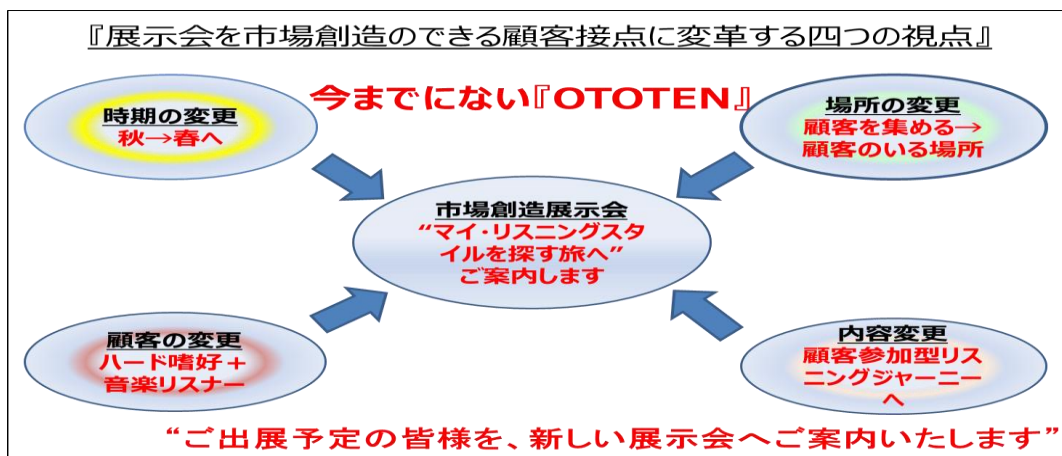 『展示会を市場創造のできる顧客接点に変革する四つの視点』
今までにない『OTOTEN』
時期の変更
秋→春へ
場所の変更
顧客を集める→
顧客のいる場所
市場創造展示会
“マイ・リスニングスタ
イルを探す旅へ”
ご案内します
顧客の変更
ハード嗜好＋
音楽リスナー
内容変更
顧客参加型リス
ニングジャーニー
へ
“ご出展予定の皆様を、新しい展示会へご案内いたします”